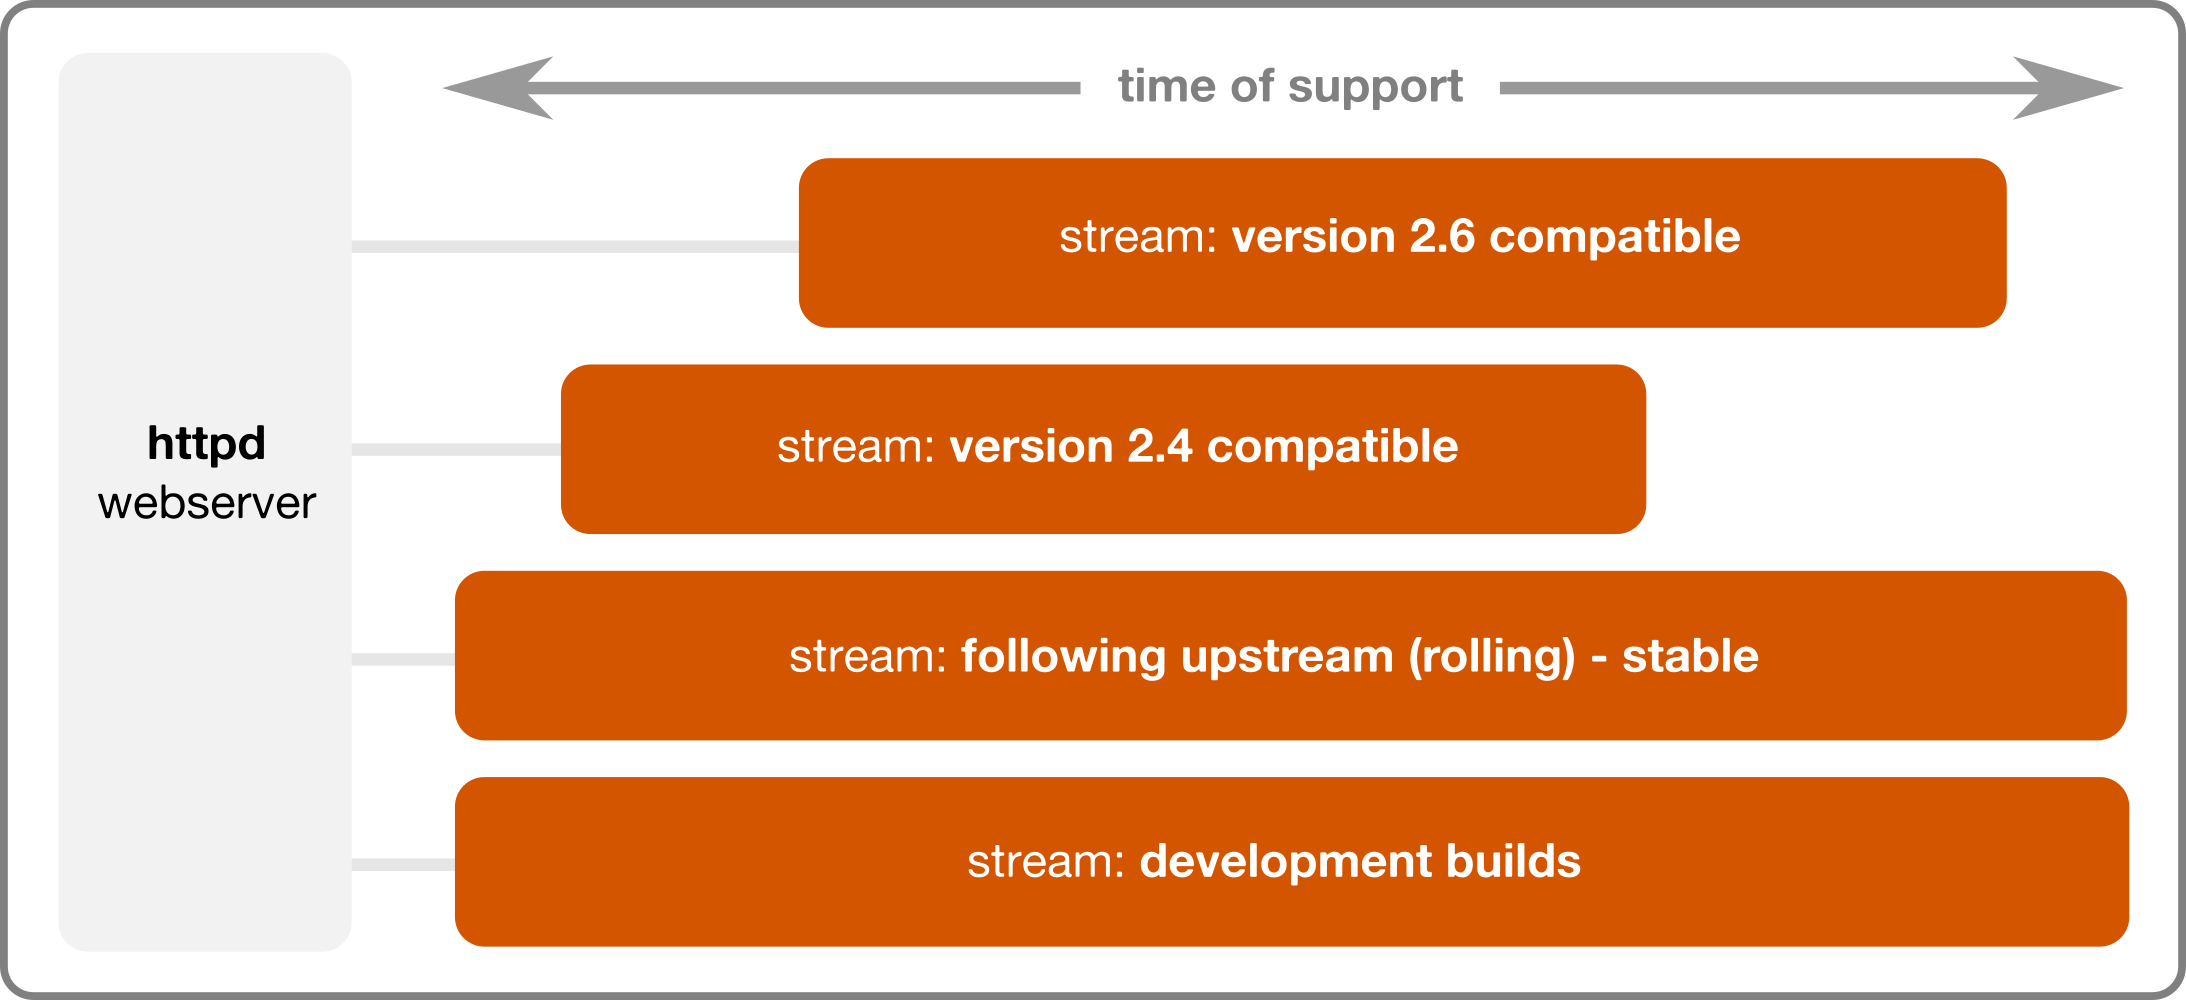 time of support
stream: version 2.6 compatible
httpd
webserver
stream: version 2.4 compatible
stream: following upstream (rolling) - stable
stream: development builds